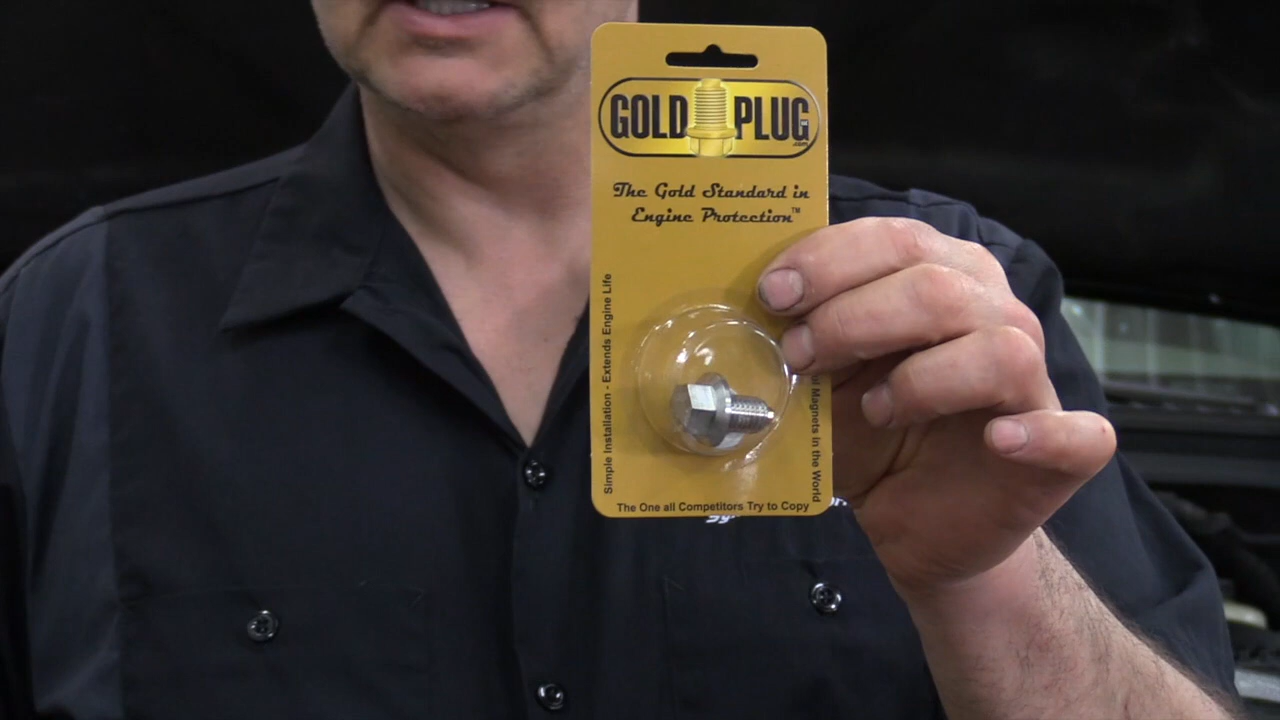 GOLD PLUG LLC
.com
The Gold Standard in
Engine Protection™
Simple Installation - Extends Engine Life
Magnets in the World
The One all Competitors Try to Copy